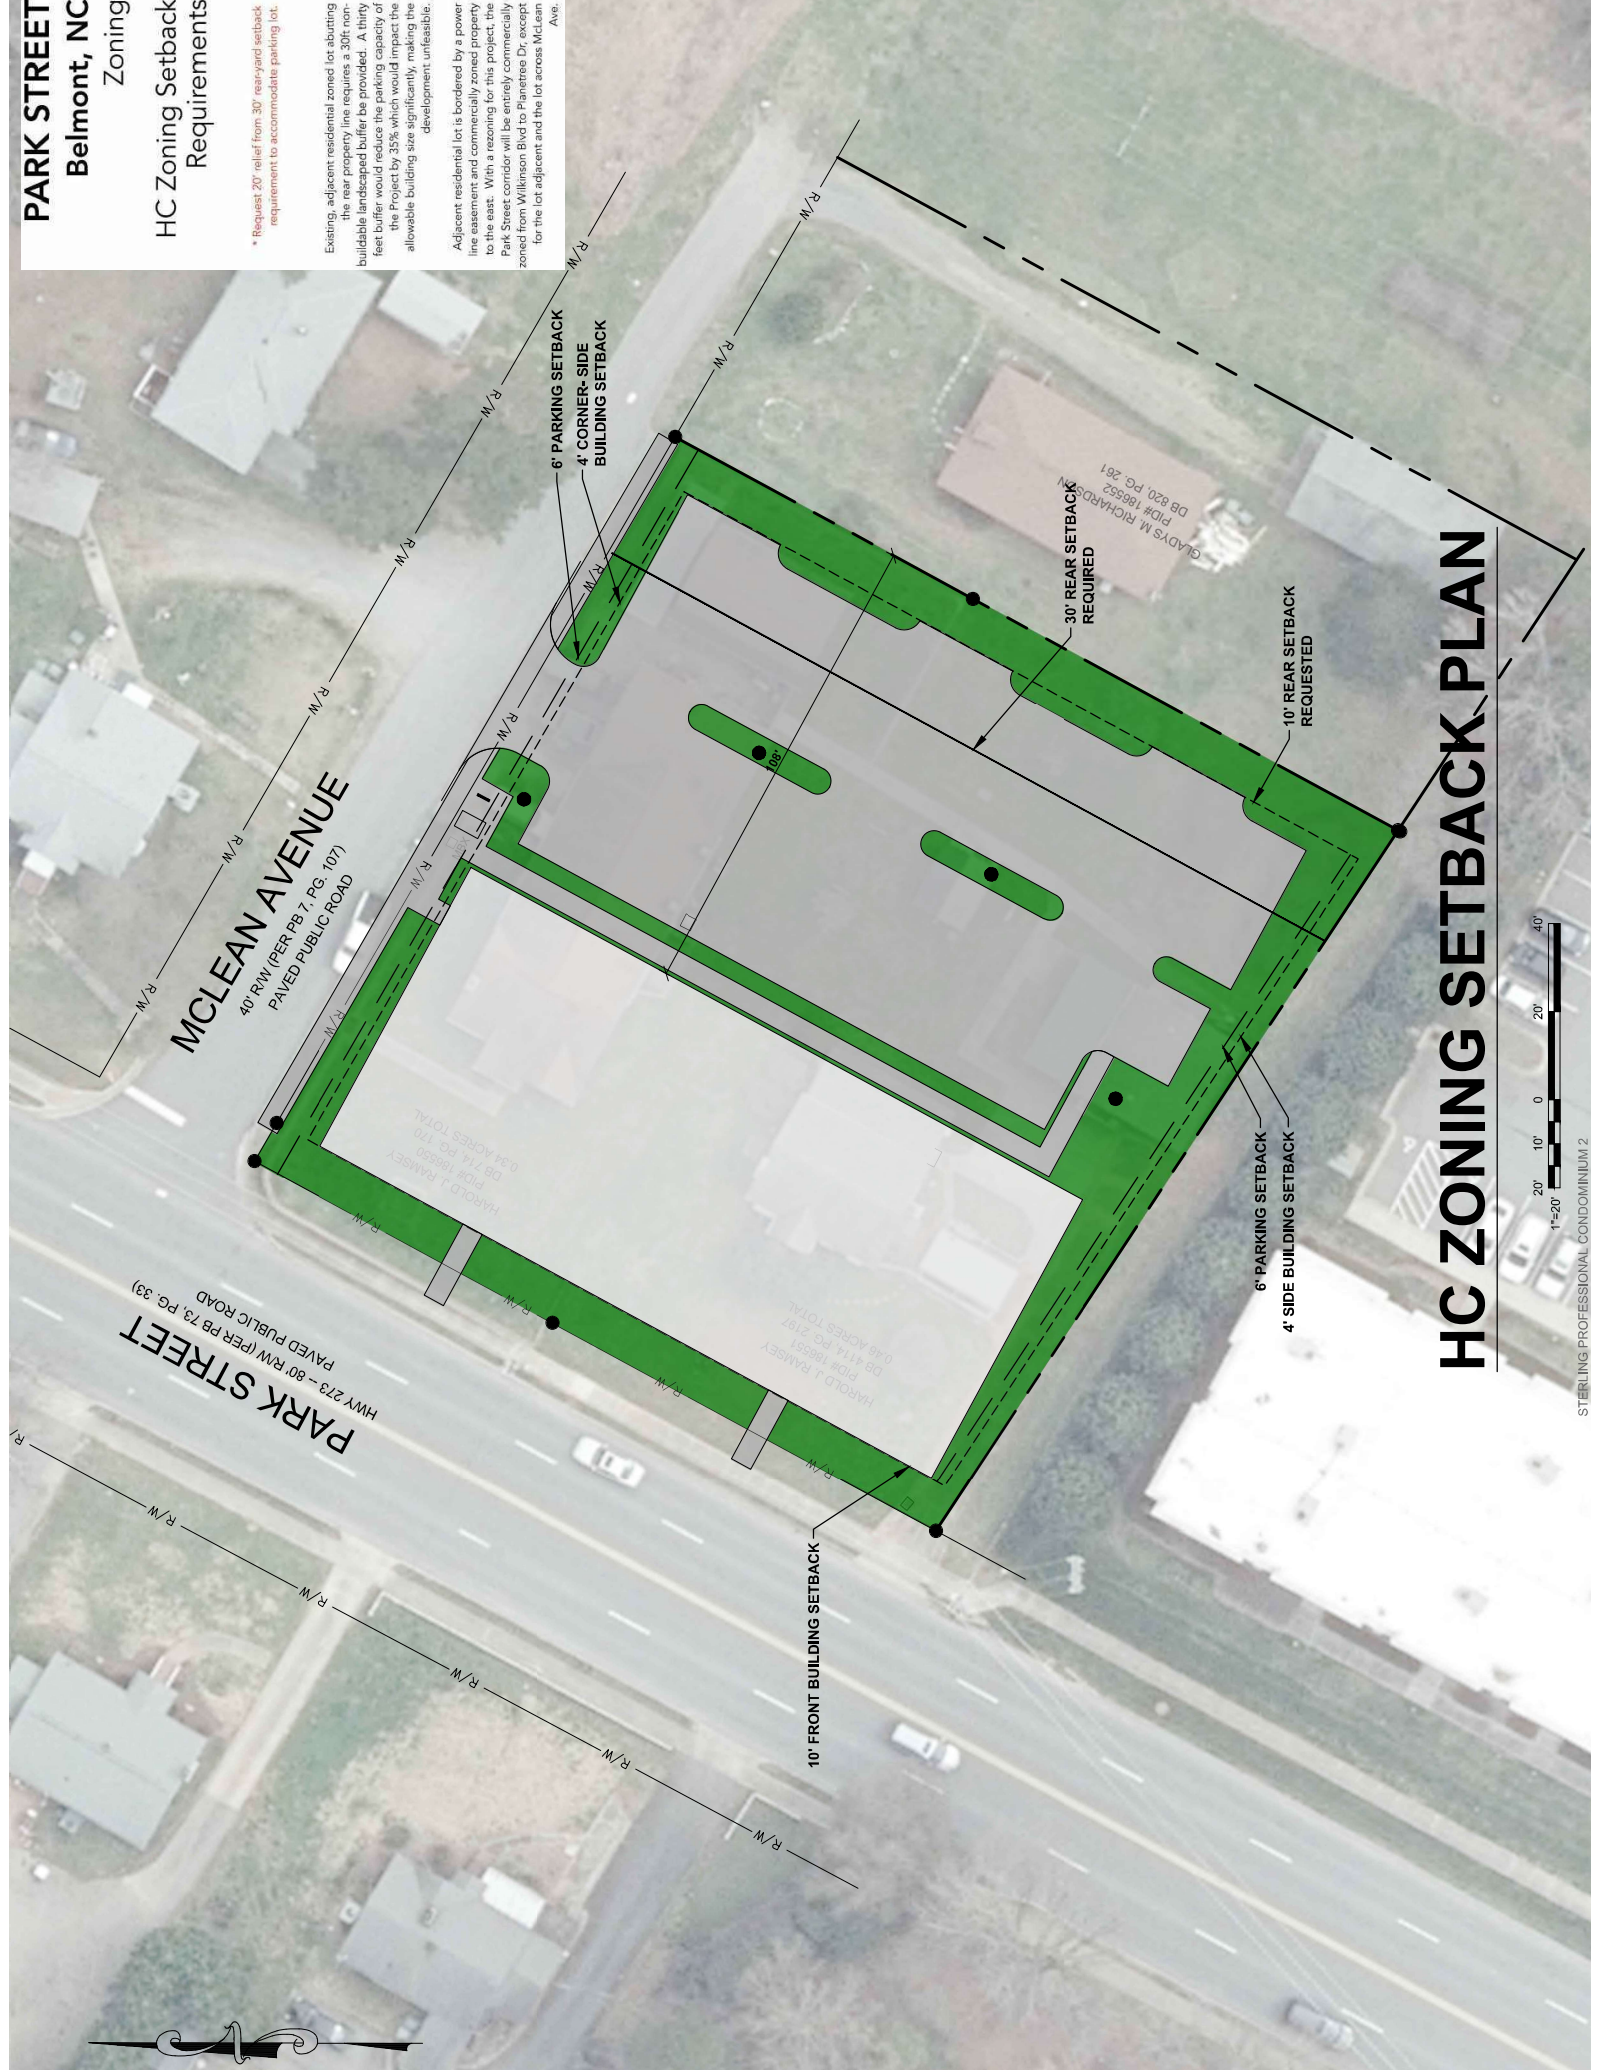 PARK STREET
Belmont, NC
Zoning
HC Zoning Setback
Requirements
* Request 20' relief from 30' rear-yard setback
requirement to accommodate parking lot.
Existing, adjacent residential zoned lot abutting
the rear property line requires a 30ft non-
buildable landscaped buffer be provided. A thirty
feet buffer would reduce the parking capacity of
the Project by 35% which would impact the
allowable building size significantly, making the
development unfeasible.
Adjacent residential lot is bordered by a power
line easement and commercially zoned property
to the east. With a rezoning for this project, the
Park Street corridor will be entirely commercially
zoned from Wilkinson Blvd to Planetree Dr, except
for the lot adjacent and the lot across McLean
Ave.
6' PARKING SETBACK
4' CORNER- SIDE
BUILDING SETBACK
R/W
R/W
R/W
R/W
R/W
R/W
R/W
R/W
R/W
R/W
R/W
R/W
MCLEAN AVENUE
40' R/W (PER PB 7, PG. 107)
PAVED PUBLIC ROAD
108'
30' REAR SETBACK
REQUIRED
GLADYS M. RICHARDSON
PID# 186552
DB 820, PG. 261
10' REAR SETBACK
REQUESTED
HAROLD J. RAMSEY
PID# 186550
DB 714, PG. 170
0.34 ACRES TOTAL
HAROLD J. RAMSEY
PID# 186551
DB 4114, PG. 2197
0.46 ACRES TOTAL
6' PARKING SETBACK
4' SIDE BUILDING SETBACK
10' FRONT BUILDING SETBACK
PARK STREET
HWY 273 -- 80' R/W (PER PB 73, PG. 33)
PAVED PUBLIC ROAD
R/W
R/W
R/W
R/W
R/
R/W
R/W
R/W
R/W
R/W
HC ZONING SETBACK PLAN
20'
10'
0
20'
40'
1"=20'
STERLING PROFESSIONAL CONDOMINIUM 2